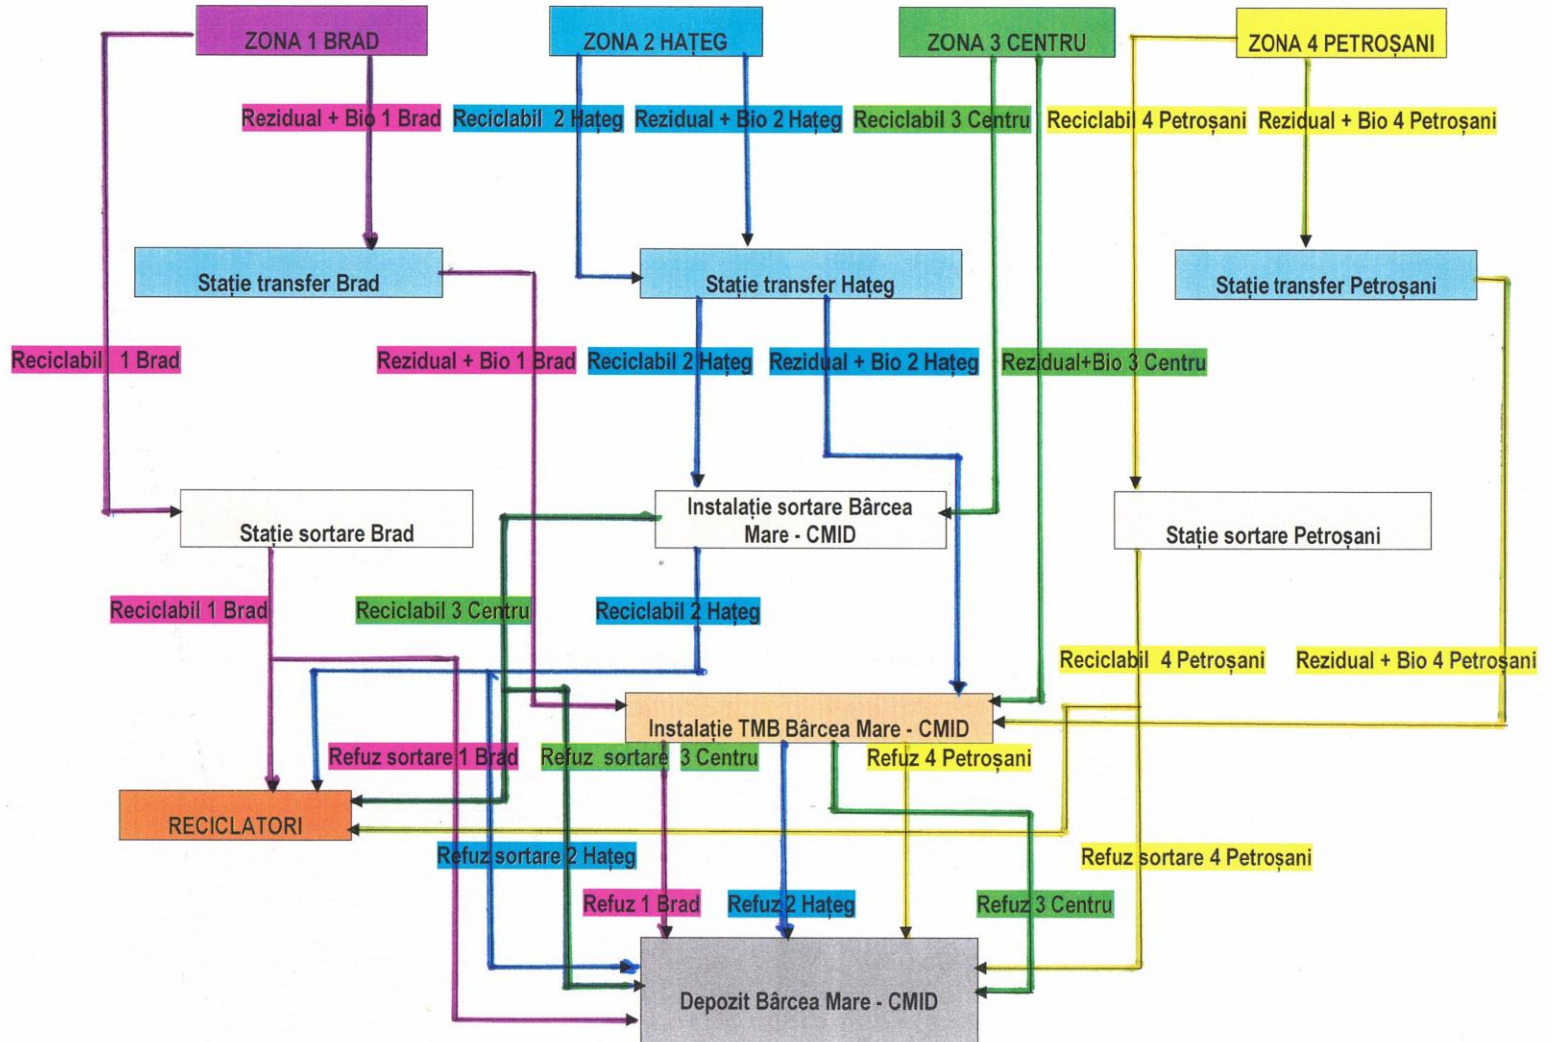 ZONA 1 BRAD
ZONA 2 HAȚEG
ZONA 3 CENTRU
ZONA 4 PETROȘANI
Rezidual + Bio 1 Brad
Reciclabil 2 Hațeg
Rezidual + Bio 2 Hațeg
Reciclabil 3 Centru
Reciclabil 4 Petroșani
Rezidual + Bio 4 Petroșani
Stație transfer Brad
Stație transfer Hațeg
Stație transfer Petroșani
Reciclabil 1 Brad
Rezidual + Bio 1 Brad
Reciclabil 2 Hațeg
Rezidual + Bio 2 Hațeg
Rezidual+Bio 3 Centru
Stație sortare Brad
Instalație sortare Bârcea
Mare - CMID
Stație sortare Petroșani
Reciclabil 1 Brad
Reciclabil 3 Centru
Reciclabil 2 Hațeg
Reciclabil 4 Petroșani
Rezidual + Bio 4 Petroșani
Instalație TMB Bârcea Mare - CMID
Refuz sortare 1 Brad
Refuz sortare 3 Centru
Refuz 4 Petroșani
RECICLATORI
Refuz sortare 2 Hațeg
Refuz sortare 4 Petroșani
Refuz 1 Brad
Refuz 2 Hațeg
Refuz 3 Centru
Depozit Bârcea Mare - CMID